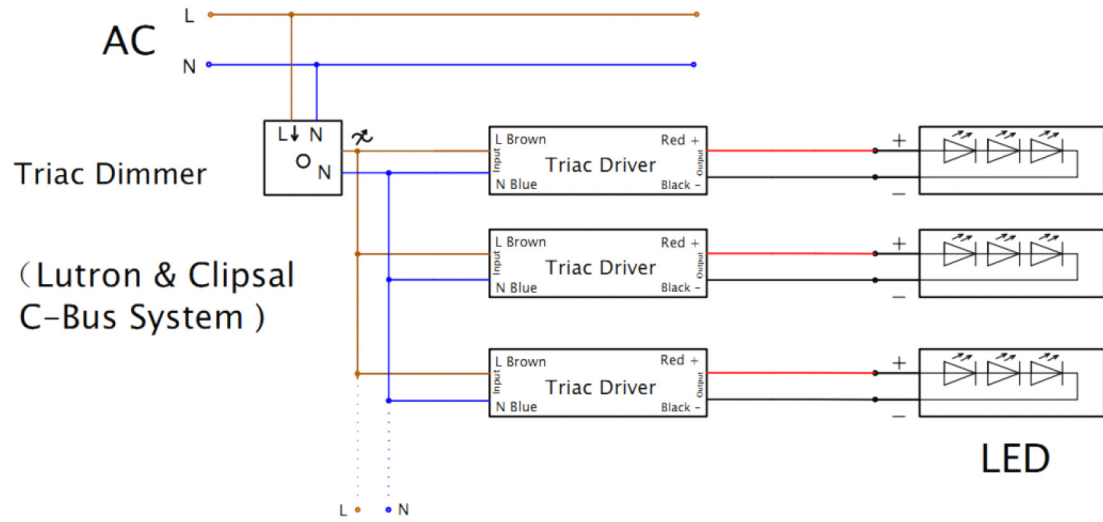 L
AC
N
L N
N
Triac Dimmer
（Lutron & Clipsal
C-Bus System )
L Brown
Input
N Blue
Triac Driver
Red +
Output
Black -
+
-
L Brown
Input
N Blue
Triac Driver
Red +
Output
Black -
+
-
L Brown
Input
N Blue
Triac Driver
Red +
Output
Black -
+
-
LED
L
N